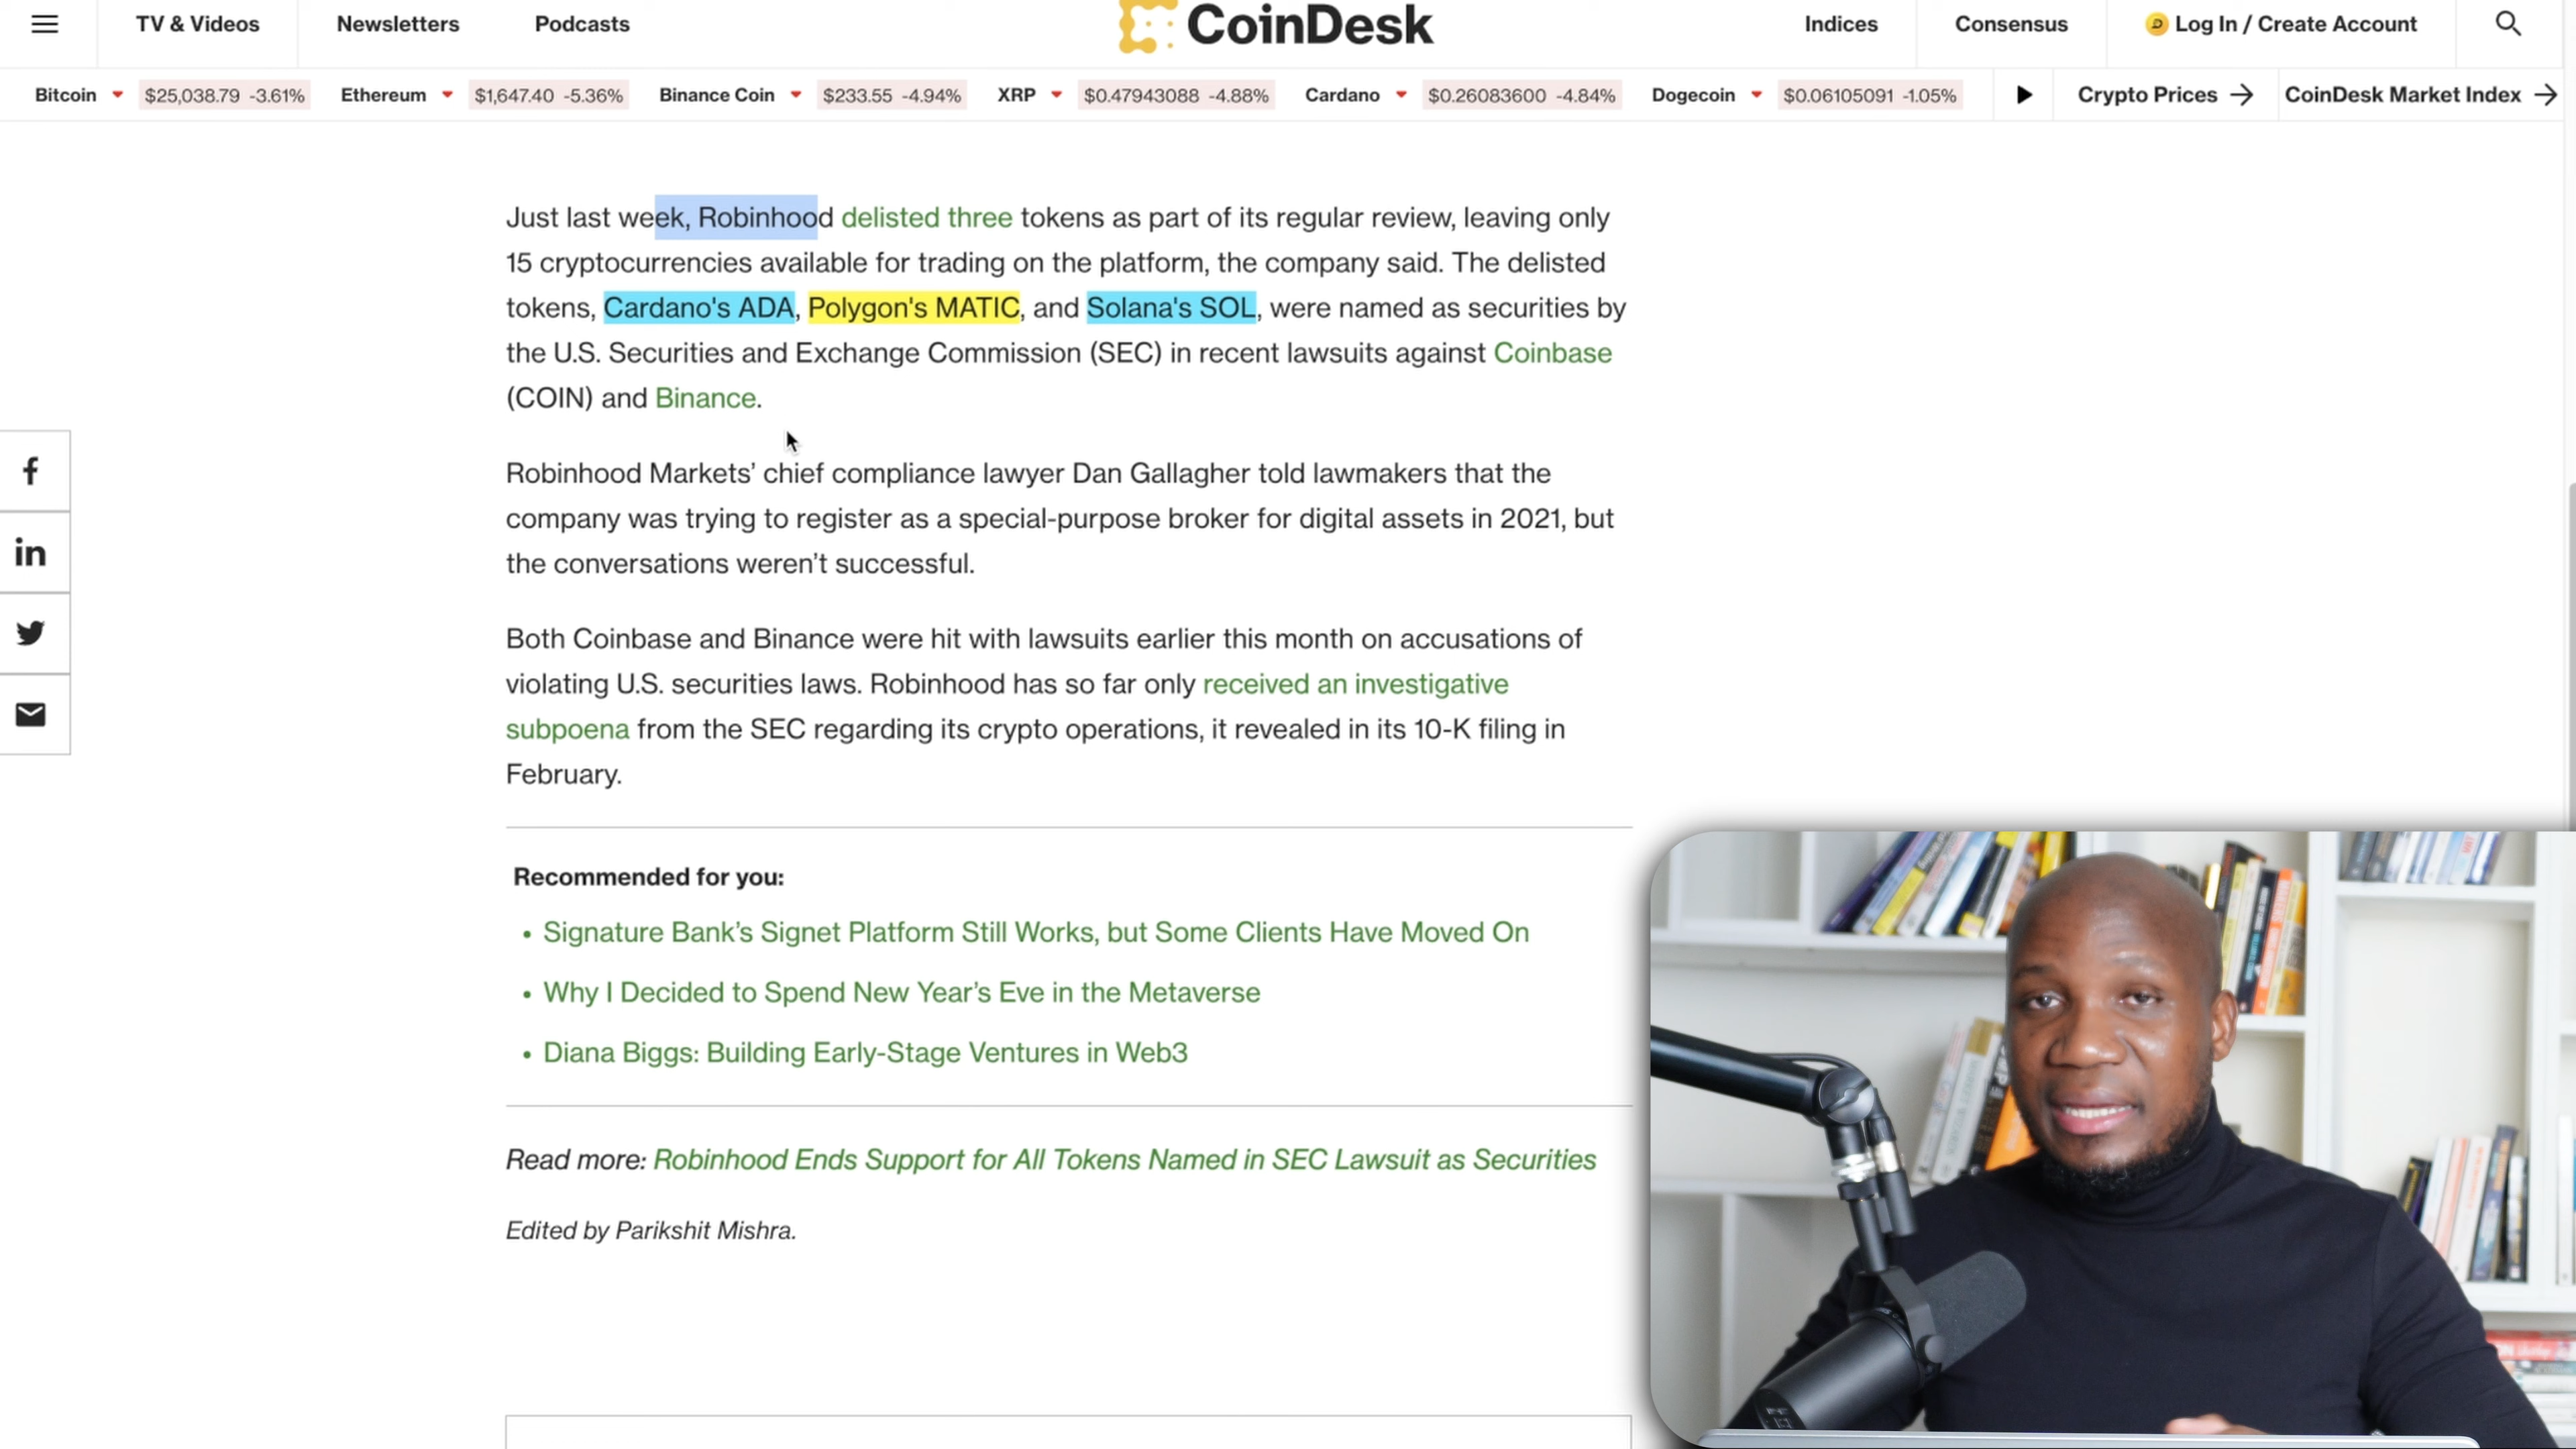 TV & Videos
Newsletters
Podcasts
CoinDesk
Indices
Consensus
Log In / Create Account
Bitcoin $25,038.79 -3.61% Ethereum $1,647.40 -5.36% Binance Coin $233.55 -4.94% XRP $0.47943088 -4.88% Cardano $0.26083600 -4.84% Dogecoin $0.06105091 -1.05% Crypto Prices → CoinDesk Market Index →
Just last week, Robinhood delisted three tokens as part of its regular review, leaving only
15 cryptocurrencies available for trading on the platform, the company said. The delisted
tokens, Cardano's ADA, Polygon's MATIC, and Solana's SOL, were named as securities by
the U.S. Securities and Exchange Commission (SEC) in recent lawsuits against Coinbase
(COIN) and Binance.
Robinhood Markets’ chief compliance lawyer Dan Gallagher told lawmakers that the
company was trying to register as a special-purpose broker for digital assets in 2021, but
the conversations weren’t successful.
Both Coinbase and Binance were hit with lawsuits earlier this month on accusations of
violating U.S. securities laws. Robinhood has so far only received an investigative
subpoena from the SEC regarding its crypto operations, it revealed in its 10-K filing in
February.
Recommended for you:
• Signature Bank’s Signet Platform Still Works, but Some Clients Have Moved On
• Why I Decided to Spend New Year’s Eve in the Metaverse
• Diana Biggs: Building Early-Stage Ventures in Web3
Read more: Robinhood Ends Support for All Tokens Named in SEC Lawsuit as Securities
Edited by Parikshit Mishra.